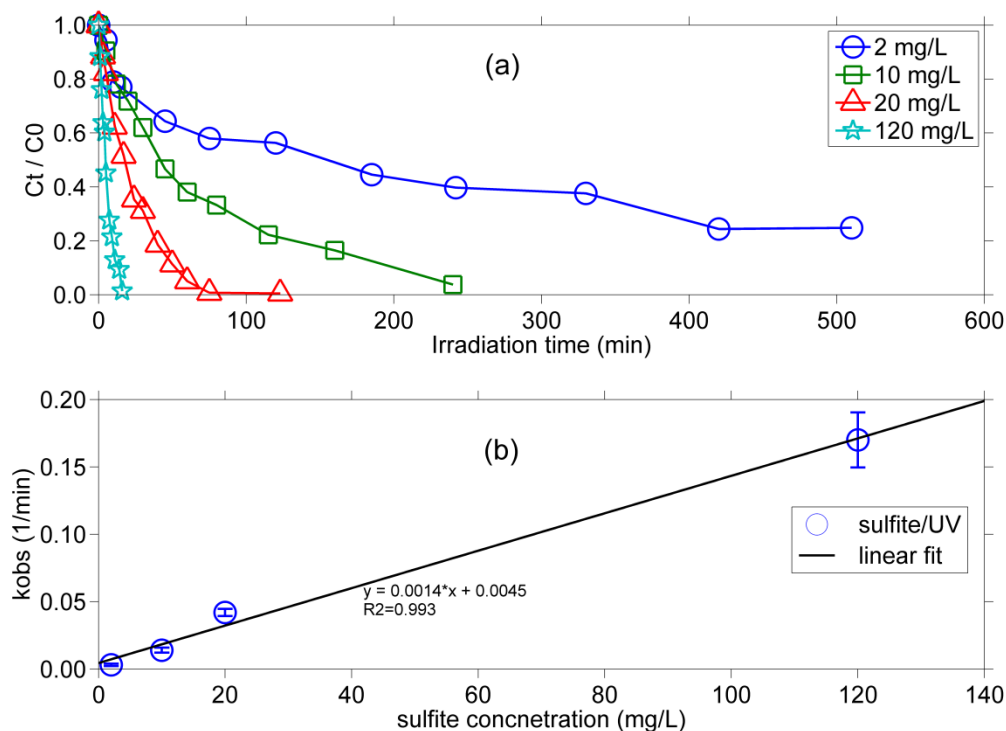 (a)
2 mg/L
10 mg/L
20 mg/L
120 mg/L
Ct / C0
1.0
0.8
0.6
0.4
0.2
0.0
0 100 200 300 400 500 600
Irradiation time (min)
(b)
kobs (1/min)
0.20
0.15
0.10
0.05
0.00
sulfite/UV
linear fit
y = 0.0014*x + 0.0045
R2=0.993
0 20 40 60 80 100 120 140
sulfite concnetration (mg/L)